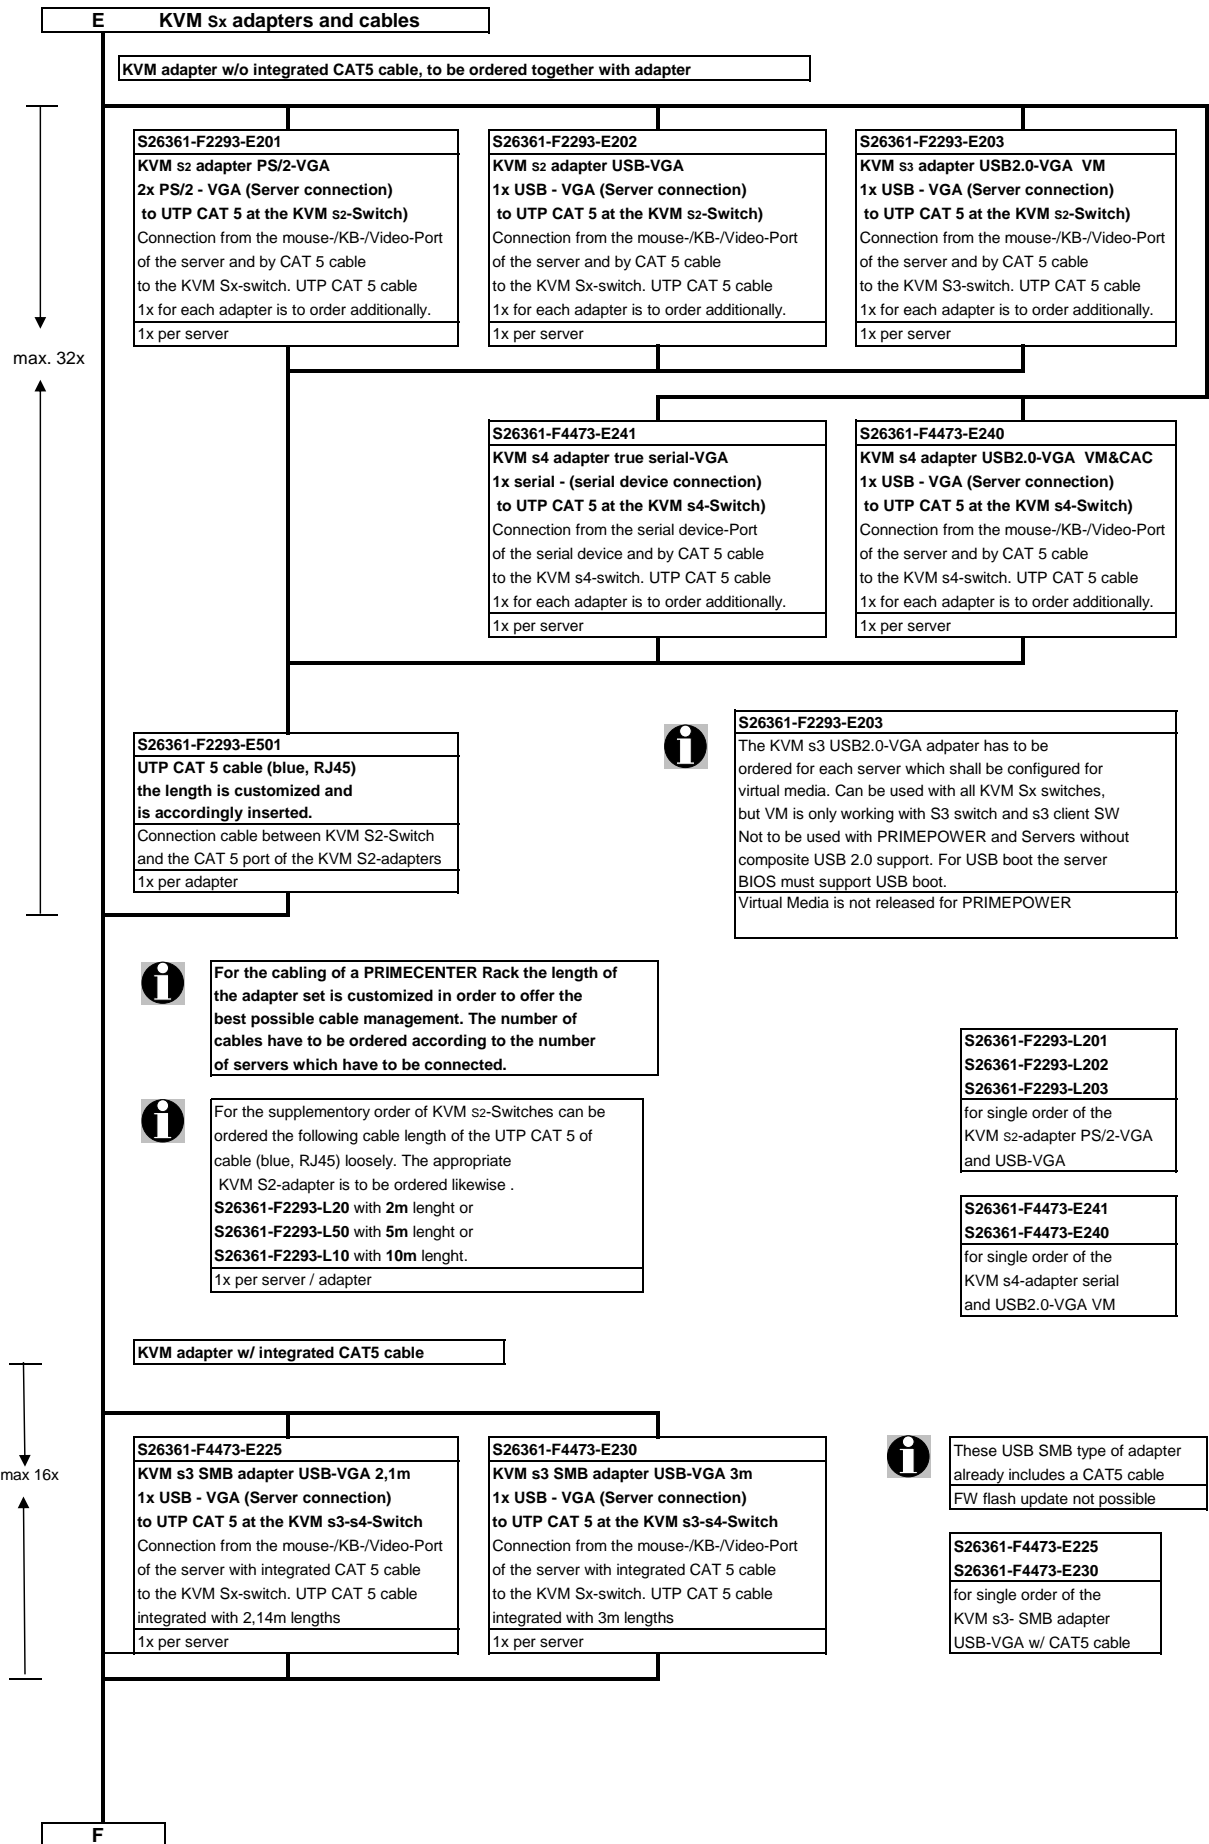 E KVM Sx adapters and cables
KVM adapter w/o integrated CAT5 cable, to be ordered together with adapter
max. 32x
S26361-F2293-E201
KVM s2 adapter PS/2-VGA
2x PS/2 - VGA (Server connection)
to UTP CAT 5 at the KVM s2-Switch)
Connection from the mouse-/KB-/Video-Port
of the server and by CAT 5 cable
to the KVM Sx-switch. UTP CAT 5 cable
1x for each adapter is to order additionally.
1x per server
S26361-F2293-E202
KVM s2 adapter USB-VGA
1x USB - VGA (Server connection)
to UTP CAT 5 at the KVM s2-Switch)
Connection from the mouse-/KB-/Video-Port
of the server and by CAT 5 cable
to the KVM Sx-switch. UTP CAT 5 cable
1x for each adapter is to order additionally.
1x per server
S26361-F2293-E203
KVM s3 adapter USB2.0-VGA VM
1x USB - VGA (Server connection)
to UTP CAT 5 at the KVM s2-Switch)
Connection from the mouse-/KB-/Video-Port
of the server and by CAT 5 cable
to the KVM S3-switch. UTP CAT 5 cable
1x for each adapter is to order additionally.
1x per server
S26361-F4473-E241
KVM s4 adapter true serial-VGA
1x serial - (serial device connection)
to UTP CAT 5 at the KVM s4-Switch)
Connection from the serial device-Port
of the serial device and by CAT 5 cable
to the KVM s4-switch. UTP CAT 5 cable
1x for each adapter is to order additionally.
1x per server
S26361-F4473-E240
KVM s4 adapter USB2.0-VGA VM&CAC
1x USB - VGA (Server connection)
to UTP CAT 5 at the KVM s4-Switch)
Connection from the mouse-/KB-/Video-Port
of the server and by CAT 5 cable
to the KVM s4-switch. UTP CAT 5 cable
1x for each adapter is to order additionally.
1x per server
S26361-F2293-E501
UTP CAT 5 cable (blue, RJ45)
the length is customized and
is accordingly inserted.
Connection cable between KVM S2-Switch
and the CAT 5 port of the KVM S2-adapters
1x per adapter
S26361-F2293-E203
The KVM s3 USB2.0-VGA adpater has to be
ordered for each server which shall be configured for
virtual media. Can be used with all KVM Sx switches,
but VM is only working with S3 switch and s3 client SW
Not to be used with PRIMEPOWER and Servers without
composite USB 2.0 support. For USB boot the server
BIOS must support USB boot.
Virtual Media is not released for PRIMEPOWER
For the cabling of a PRIMECENTER Rack the length of
the adapter set is customized in order to offer the
best possible cable management. The number of
cables have to be ordered according to the number
of servers which have to be connected.
For the supplementory order of KVM s2-Switches can be
ordered the following cable length of the UTP CAT 5 of
cable (blue, RJ45) loosely. The appropriate
KVM S2-adapter is to be ordered likewise .
S26361-F2293-L20 with 2m lenght or
S26361-F2293-L50 with 5m lenght or
S26361-F2293-L10 with 10m lenght.
1x per server / adapter
S26361-F2293-L201
S26361-F2293-L202
S26361-F2293-L203
for single order of the
KVM s2-adapter PS/2-VGA
and USB-VGA
S26361-F4473-E241
S26361-F4473-E240
for single order of the
KVM s4-adapter serial
and USB2.0-VGA VM
KVM adapter w/ integrated CAT5 cable
max 16x
S26361-F4473-E225
KVM s3 SMB adapter USB-VGA 2,1m
1x USB - VGA (Server connection)
to UTP CAT 5 at the KVM s3-s4-Switch
Connection from the mouse-/KB-/Video-Port
of the server with integrated CAT 5 cable
to the KVM Sx-switch. UTP CAT 5 cable
integrated with 2,14m lengths
1x per server
S26361-F4473-E230
KVM s3 SMB adapter USB-VGA 3m
1x USB - VGA (Server connection)
to UTP CAT 5 at the KVM s3-s4-Switch
Connection from the mouse-/KB-/Video-Port
of the server with integrated CAT 5 cable
to the KVM Sx-switch. UTP CAT 5 cable
integrated with 3m lengths
1x per server
These USB SMB type of adapter
already includes a CAT5 cable
FW flash update not possible
S26361-F4473-E225
S26361-F4473-E230
for single order of the
KVM s3- SMB adapter
USB-VGA w/ CAT5 cable
F